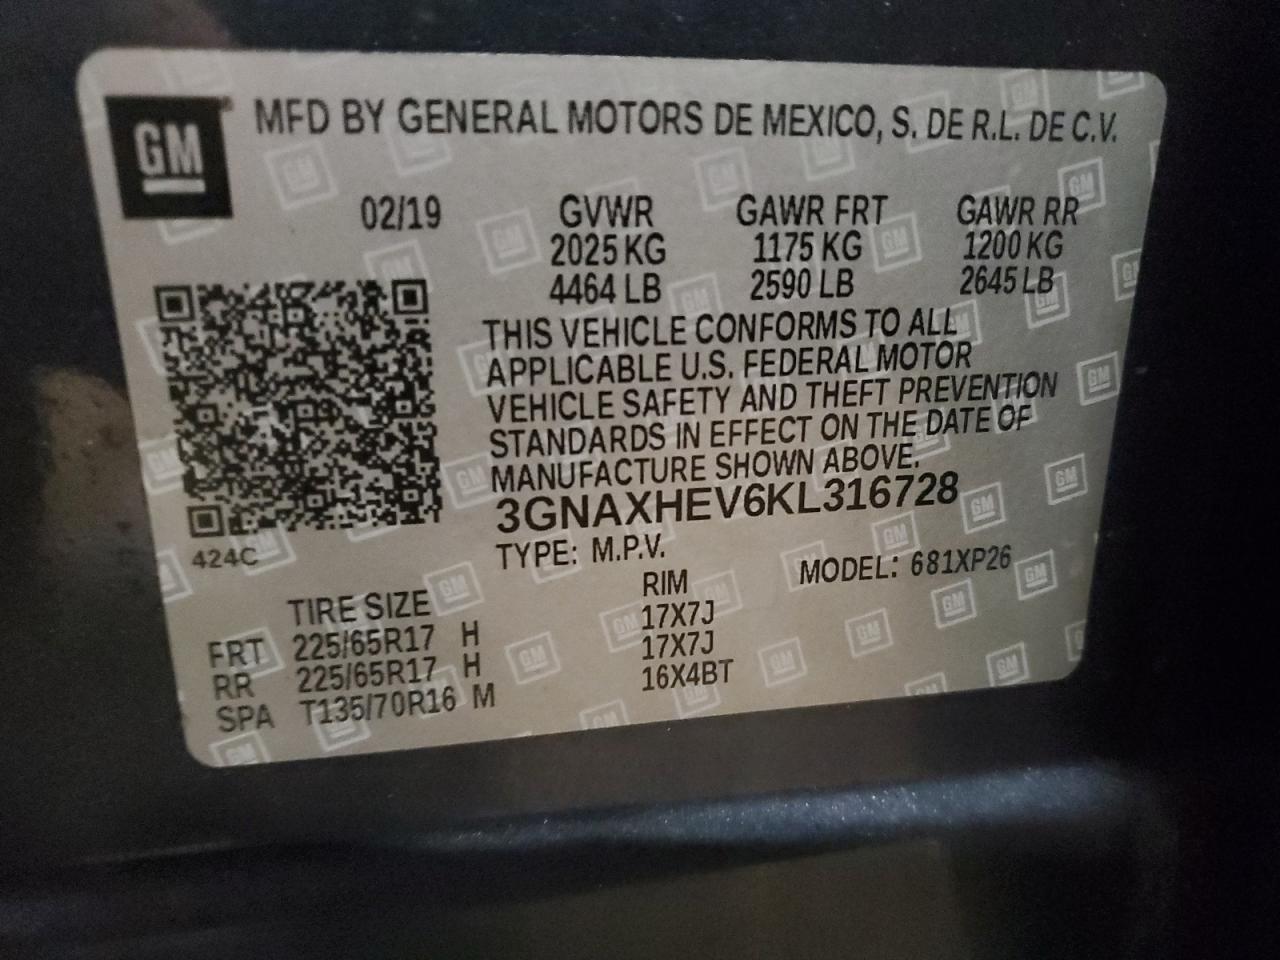 GM MFD BY GENERAL MOTORS DE MEXICO, S. DE R.L. DE C.V.
02/19 GVWR GAWR FRT GAWR RR
2025 KG 1175 KG 1200 KG
4464 LB 2590 LB 2645 LB
THIS VEHICLE CONFORMS TO ALL
APPLICABLE U.S. FEDERAL MOTOR
VEHICLE SAFETY AND THEFT PREVENTION
STANDARDS IN EFFECT ON THE DATE OF
MANUFACTURE SHOWN ABOVE.
3GNAXHEV6KL316728
424C
TYPE: M.P.V. MODEL: 681XP26
TIRE SIZE RIM
FRT 225/65R17 H 17X7J
RR 225/65R17 H 17X7J
SPA T135/70R16 M 16X4BT